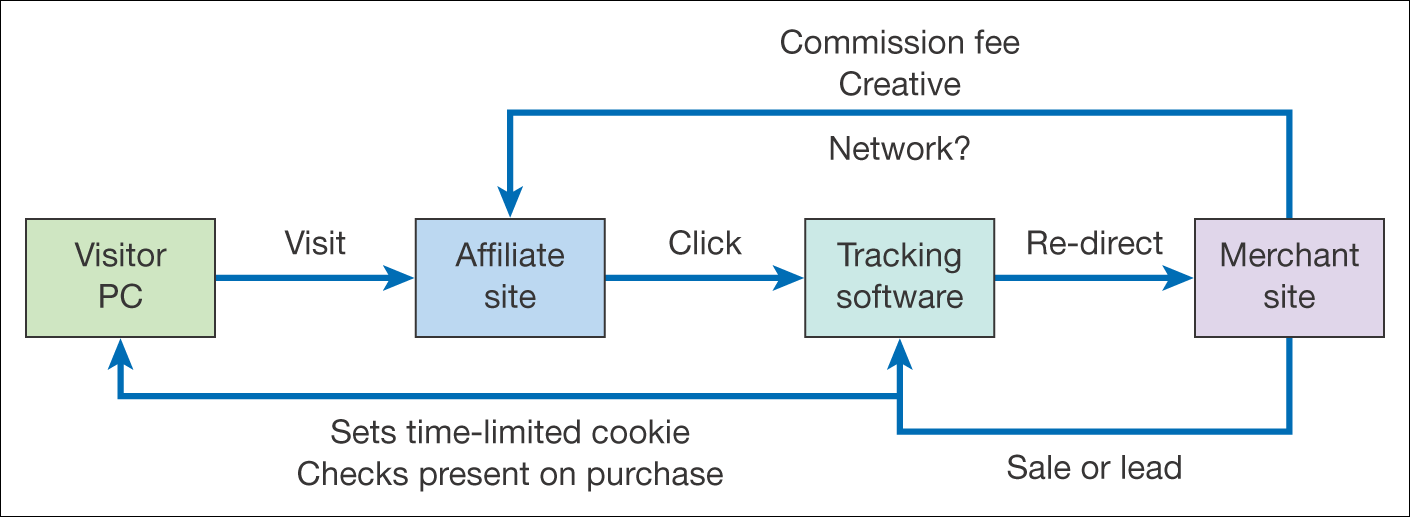 Commission fee
Creative
Network?
Visitor
PC
Visit
Affiliate
site
Click
Tracking
software
Re-direct
Merchant
site
Sets time-limited cookie
Checks present on purchase
Sale or lead